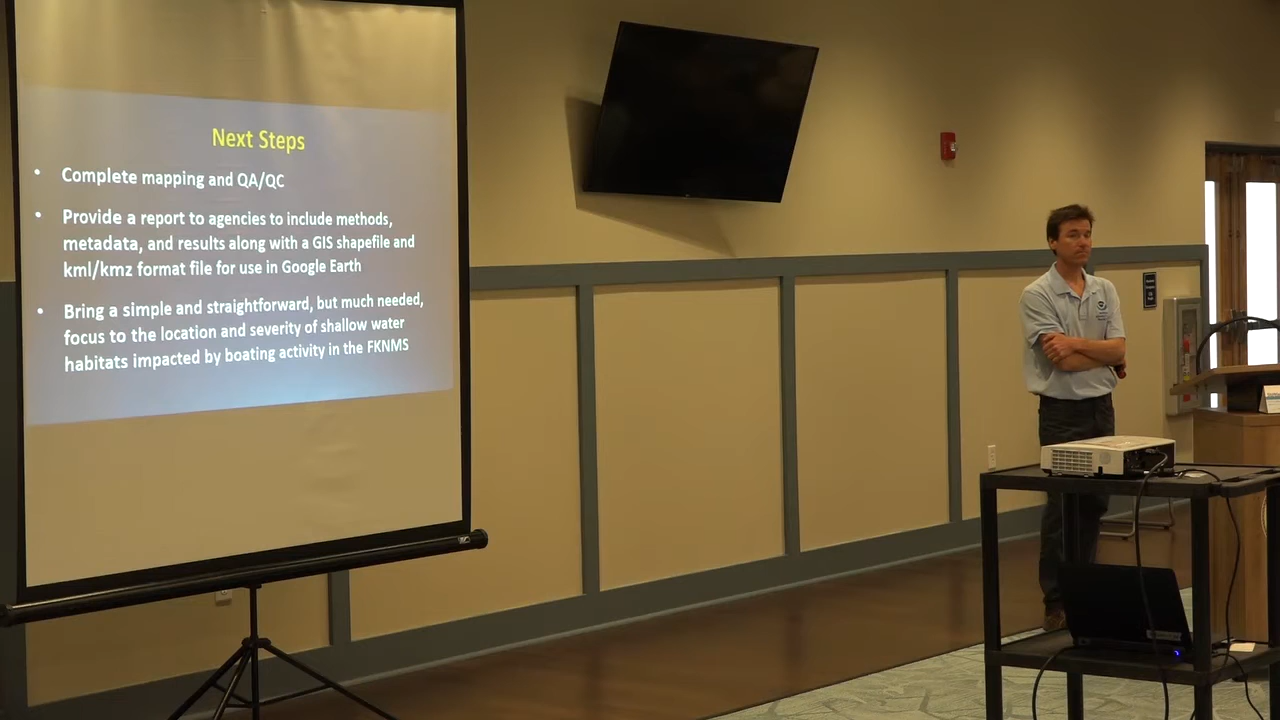 Next Steps
• Complete mapping and QA/QC
• Provide a report to agencies to include methods,
metadata, and results along with a GIS shapefile and
kml/kmz format file for use in Google Earth
• Bring a simple and straightforward, but much needed,
focus to the location and severity of shallow water
habitats impacted by boating activity in the FKNMS